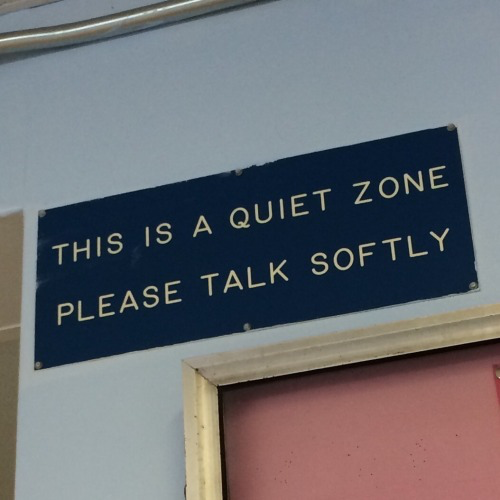 THIS IS A QUIET ZONE
PLEASE TALK SOFTLY